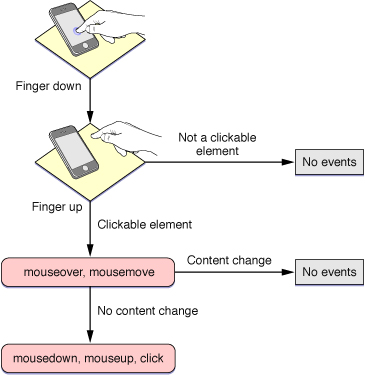 Finger down
Not a clickable
element
No events
Finger up
Clickable element
mouseover, mousemove
Content change
No events
No content change
mousedown, mouseup, click